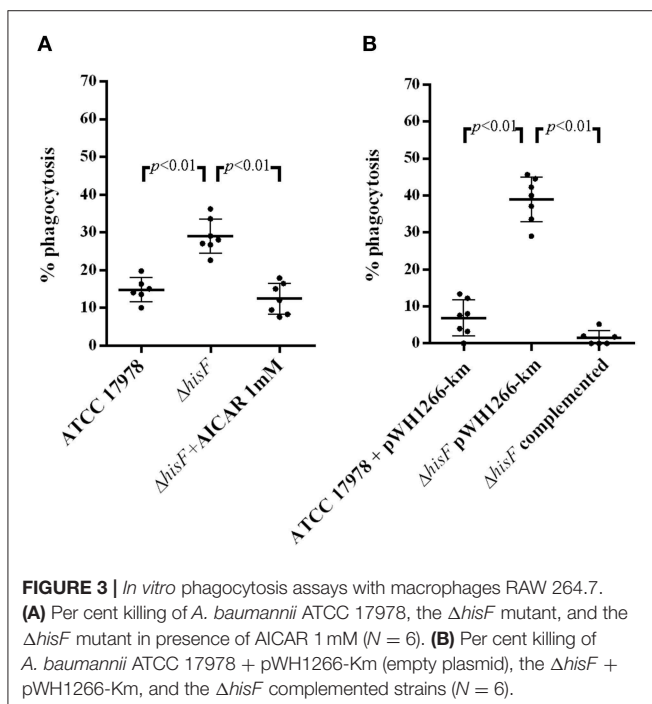 A
% phagocytosis
70
60
50
40
30
20
10
0
p<0.01
p<0.01
ATCC 17978
ΔhisF
ΔhisF+AICAR 1mM
B
% phagocytosis
70
60
50
40
30
20
10
0
p<0.01
p<0.01
ATCC 17978 + pWH1266-km
ΔhisF pWH1266-km
ΔhisF complemented
FIGURE 3 | In vitro phagocytosis assays with macrophages RAW 264.7.
(A) Per cent killing of A. baumannii ATCC 17978, the ΔhisF mutant, and the
ΔhisF mutant in presence of AICAR 1 mM (N = 6). (B) Per cent killing of
A. baumannii ATCC 17978 + pWH1266-Km (empty plasmid), the ΔhisF +
pWH1266-Km, and the ΔhisF complemented strains (N = 6).